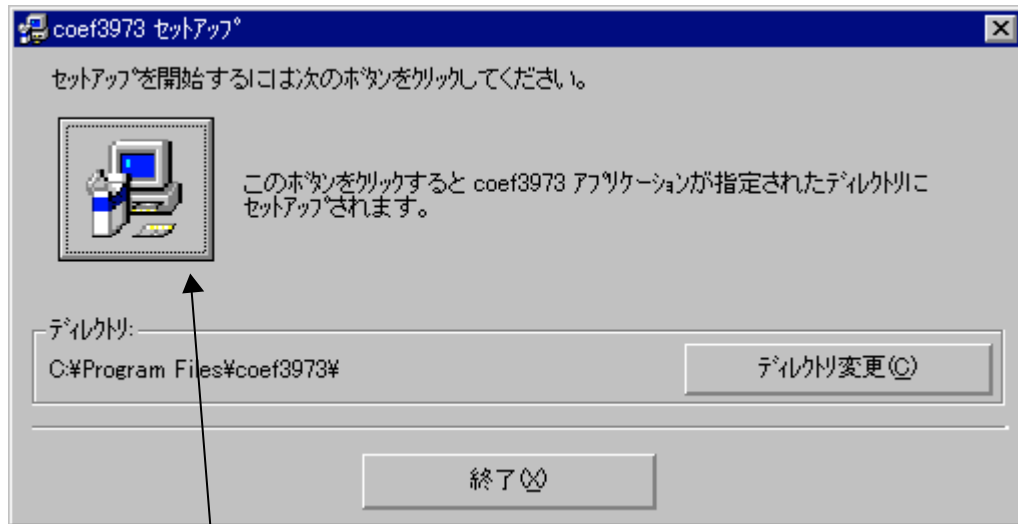 coef3973 ｾｯﾄｱｯﾌﾟ
ｾｯﾄｱｯﾌﾟを開始するには次のﾎﾞﾀﾝをｸﾘｯｸしてください。
このﾎﾞﾀﾝをｸﾘｯｸすると coef3973 ｱﾌﾟﾘｹｰｼｮﾝが指定されたﾃﾞｨﾚｸﾄﾘに
ｾｯﾄｱｯﾌﾟされます。
ﾃﾞｨﾚｸﾄﾘ:
C:¥Program Files¥coef3973¥
ﾃﾞｨﾚｸﾄﾘ変更(C)
終了(X)